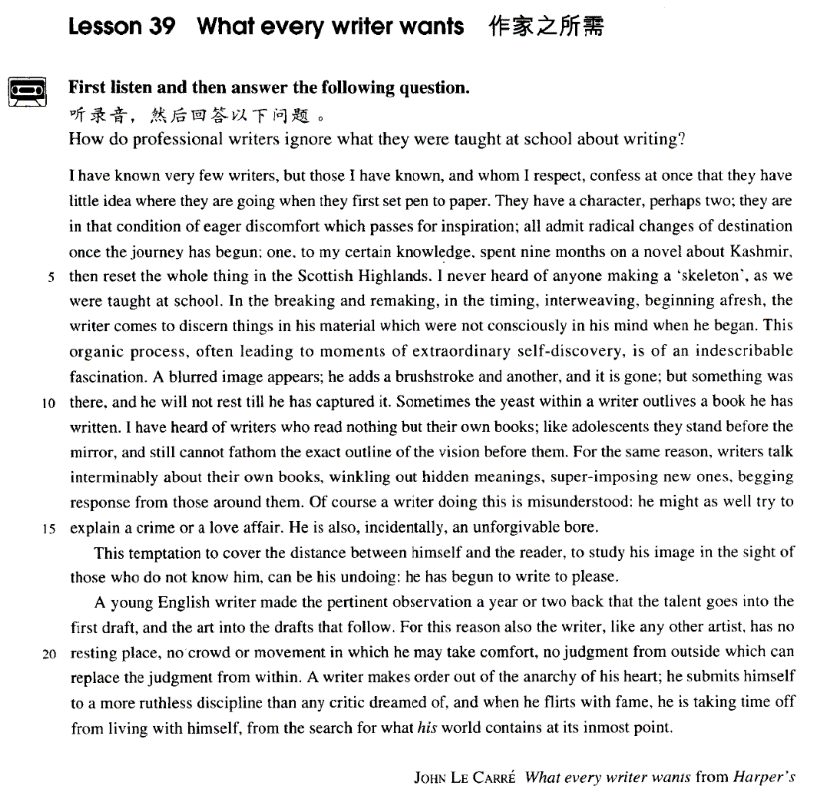 Lesson 39 What every writer wants 作家之所需
First listen and then answer the following question.
听录音，然后回答以下问题。
How do professional writers ignore what they were taught at school about writing?
I have known very few writers, but those I have known, and whom I respect, confess at once that they have
little idea where they are going when they first set pen to paper. They have a character, perhaps two; they are
in that condition of eager discomfort which passes for inspiration; all admit radical changes of destination
once the journey has begun; one, to my certain knowledge, spent nine months on a novel about Kashmir,
5 then reset the whole thing in the Scottish Highlands. I never heard of anyone making a ‘skeleton’, as we
were taught at school. In the breaking and remaking, in the timing, interweaving, beginning afresh, the
writer comes to discern things in his material which were not consciously in his mind when he began. This
organic process, often leading to moments of extraordinary self-discovery, is of an indescribable
fascination. A blurred image appears; he adds a brushstroke and another, and it is gone; but something was
10 there, and he will not rest till he has captured it. Sometimes the yeast within a writer outlives a book he has
written. I have heard of writers who read nothing but their own books; like adolescents they stand before the
mirror, and still cannot fathom the exact outline of the vision before them. For the same reason, writers talk
interminably about their own books, winkling out hidden meanings, super-imposing new ones, begging
response from those around them. Of course a writer doing this is misunderstood: he might as well try to
15 explain a crime or a love affair. He is also, incidentally, an unforgivable bore.
This temptation to cover the distance between himself and the reader, to study his image in the sight of
those who do not know him, can be his undoing: he has begun to write to please.
A young English writer made the pertinent observation a year or two back that the talent goes into the
first draft, and the art into the drafts that follow. For this reason also the writer, like any other artist, has no
20 resting place, no crowd or movement in which he may take comfort, no judgment from outside which can
replace the judgment from within. A writer makes order out of the anarchy of his heart; he submits himself
to a more ruthless discipline than any critic dreamed of, and when he flirts with fame, he is taking time off
from living with himself, from the search for what his world contains at its inmost point.
JOHN LE CARRÉ What every writer wants from Harper's